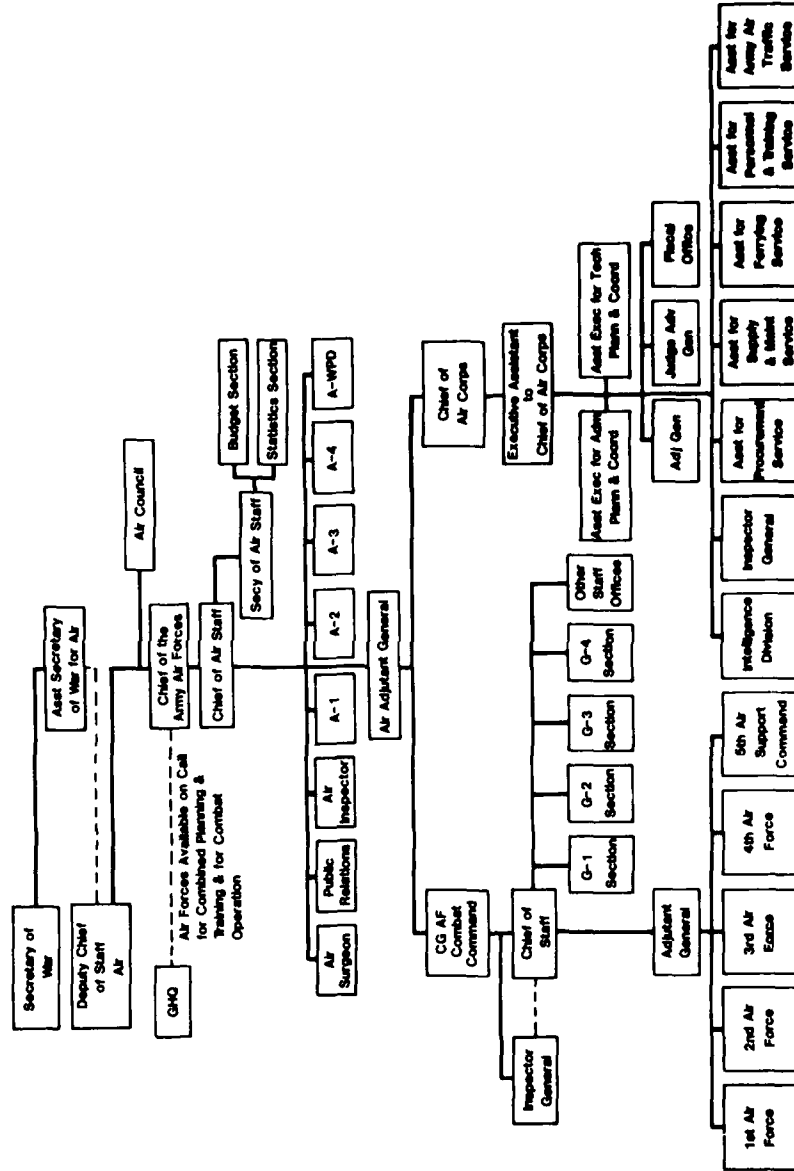 Secretary of
War
Asst Secretary
of War for Air
Deputy Chief
of Staff
Air
Air Council
GHQ
Air Forces Available on Call
for Combined Planning &
Training & for Combat
Operation
Chief of the
Army Air Forces
Chief of Air Staff
Secy of Air Staff
Budget Section
Statistics Section
Air
Surgeon
Public
Relations
Air
Inspector
A-1
A-2
A-3
A-4
A-WPD
Air Adjutant General
CG AF
Combat
Command
Chief of
Air Corps
Inspector
General
Chief of
Staff
Executive Assistant
to
Chief of Air Corps
G-1
Section
G-2
Section
G-3
Section
G-4
Section
Other
Staff
Offices
Asst Exec for Adm
Plann & Coord
Asst Exec for Tech
Plann & Coord
Adjutant
General
Adj Gen
Judge Adv
Gen
Fiscal
Office
1st Air
Force
2nd Air
Force
3rd Air
Force
4th Air
Force
5th Air
Support
Command
Intelligence
Division
Inspector
General
Asst for
Procurement
Service
Asst for
Supply
& Maint
Service
Asst for
Ferrying
Service
Asst for
Personnel
& Training
Service
Asst for
Army Air
Traffic
Service